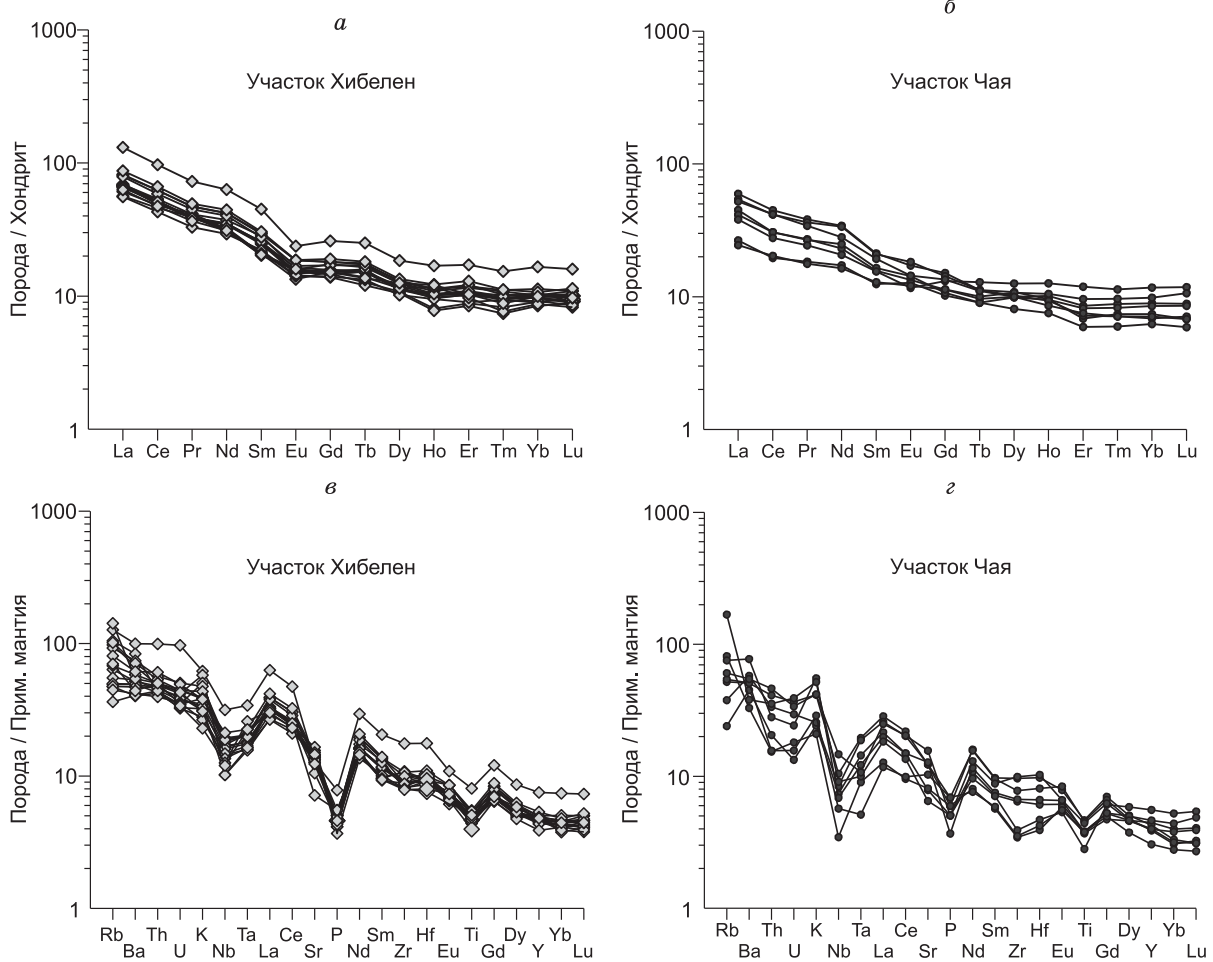 а
1000
Участок Хибелен
100
10
1
Порода / Хондрит
La Ce Pr Nd Sm Eu Gd Tb Dy Ho Er Tm Yb Lu
б
1000
Участок Чая
100
10
1
Порода / Хондрит
La Ce Pr Nd Sm Eu Gd Tb Dy Ho Er Tm Yb Lu
в
1000
Участок Хибелен
100
10
1
Порода / Прим. мантия
Rb Th K Ta Ce P Sm Hf Ti Dy Yb
Ba U Nb La Sr Nd Zr Eu Gd Y Lu
г
1000
Участок Чая
100
10
1
Порода / Прим. мантия
Rb Th K Ta Ce P Sm Hf Ti Dy Yb
Ba U Nb La Sr Nd Zr Eu Gd Y Lu